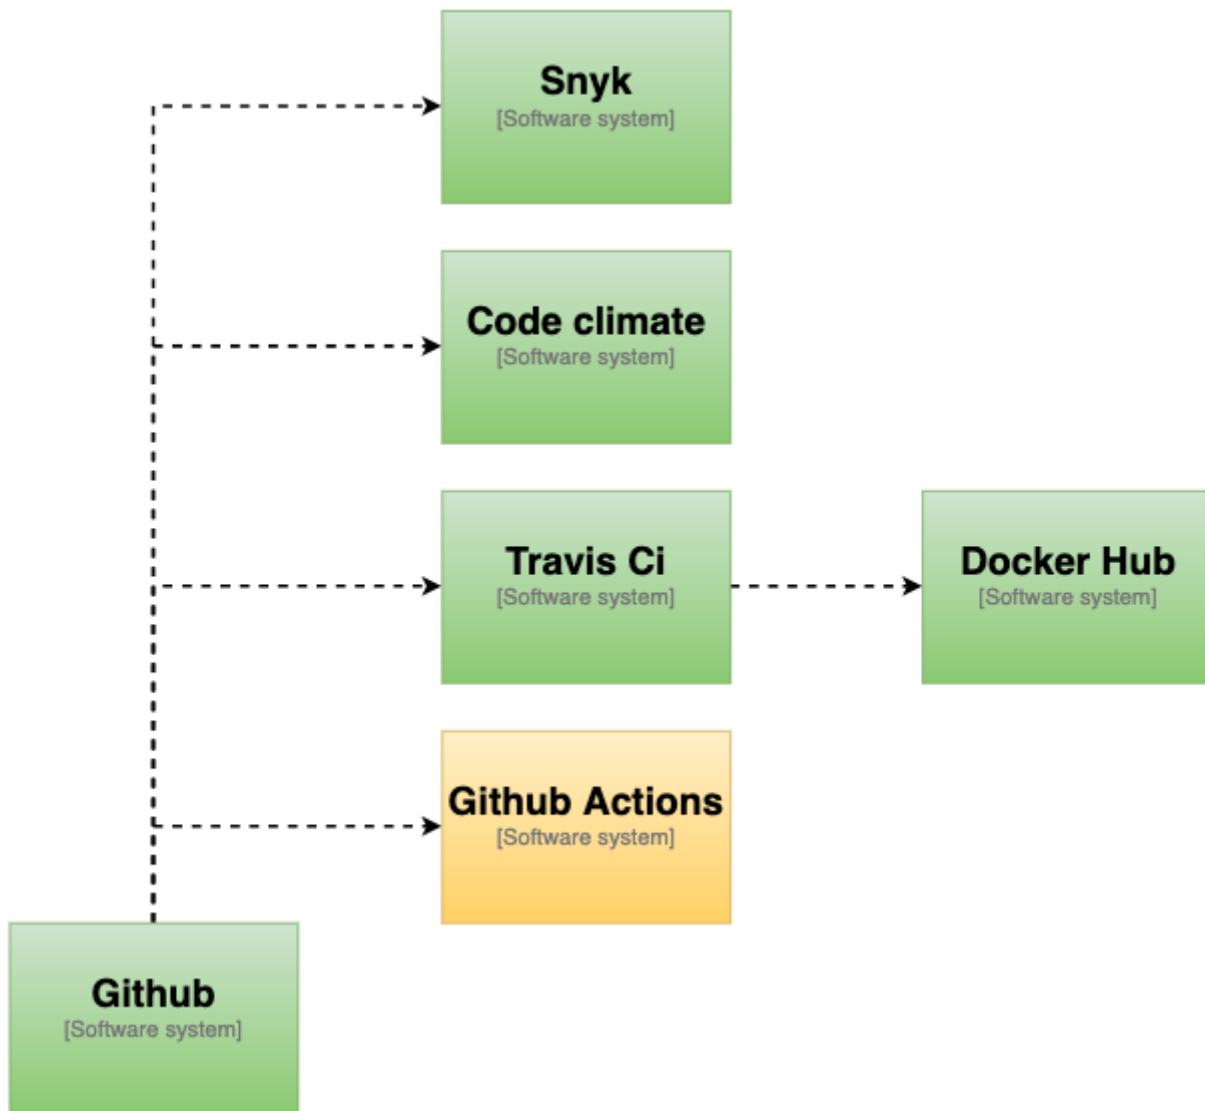 Snyk
[Software system]
Code climate
[Software system]
Travis Ci
[Software system]
Docker Hub
[Software system]
Github Actions
[Software system]
Github
[Software system]